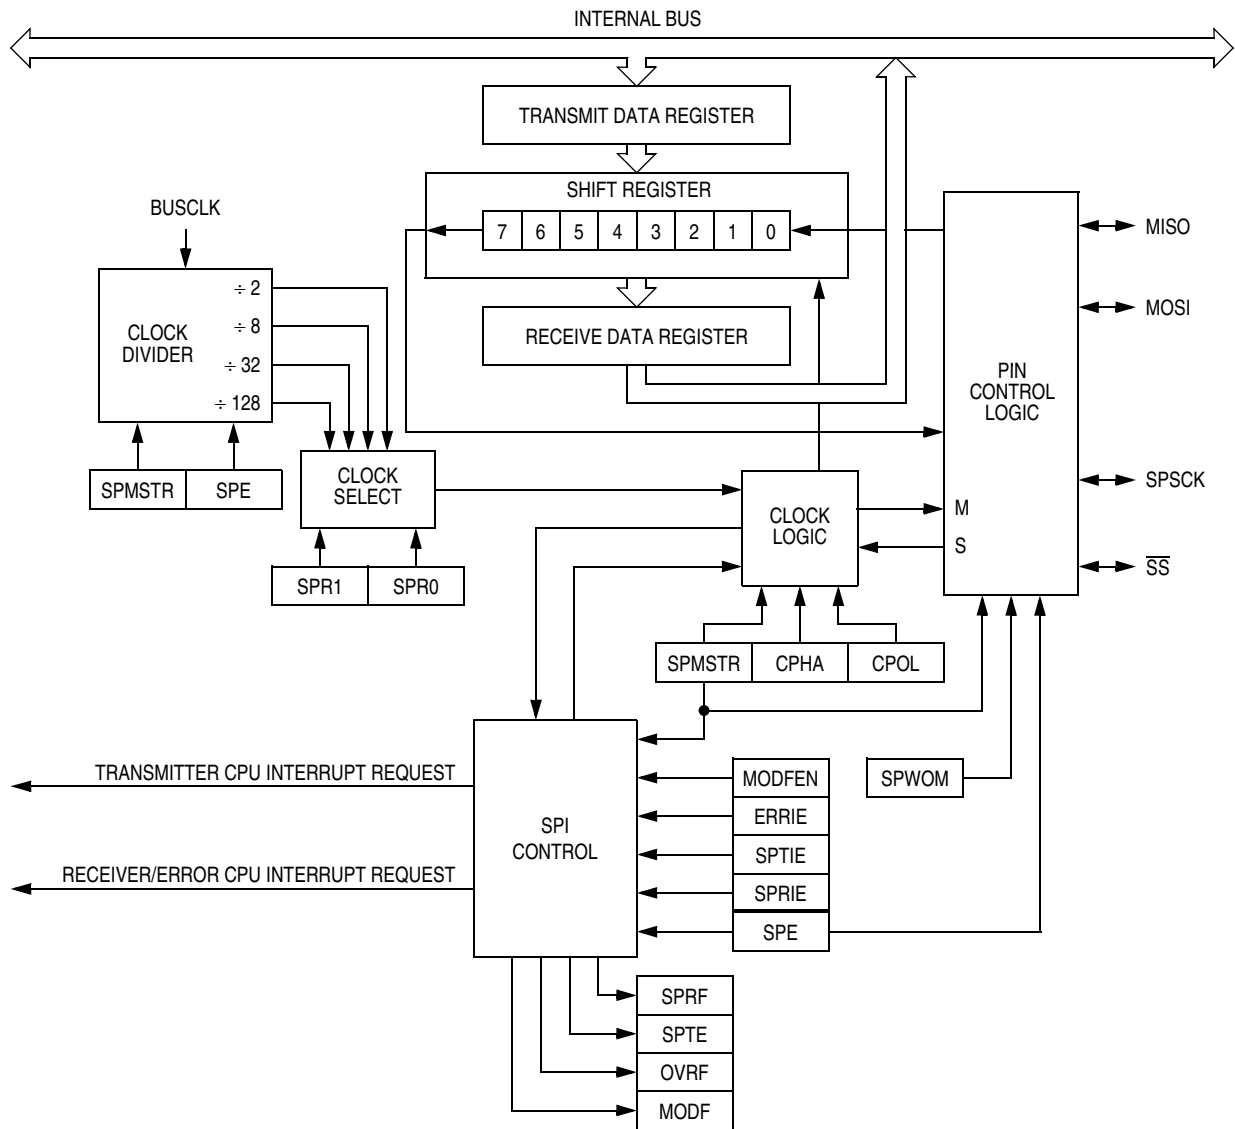 INTERNAL BUS
TRANSMIT DATA REGISTER
SHIFT REGISTER
7 6 5 4 3 2 1 0
RECEIVE DATA REGISTER
BUSCLK
CLOCK
DIVIDER
÷ 2
÷ 8
÷ 32
÷ 128
SPMSTR SPE
CLOCK
SELECT
SPR1 SPR0
CLOCK
LOGIC
PIN
CONTROL
LOGIC
M
S
MISO
MOSI
SPSCK
S̅S̅
SPMSTR CPHA CPOL
TRANSMITTER CPU INTERRUPT REQUEST
RECEIVER/ERROR CPU INTERRUPT REQUEST
SPI
CONTROL
MODFEN
ERRIE
SPTIE
SPRIE
SPE
SPWOM
SPRF
SPTE
OVRF
MODF